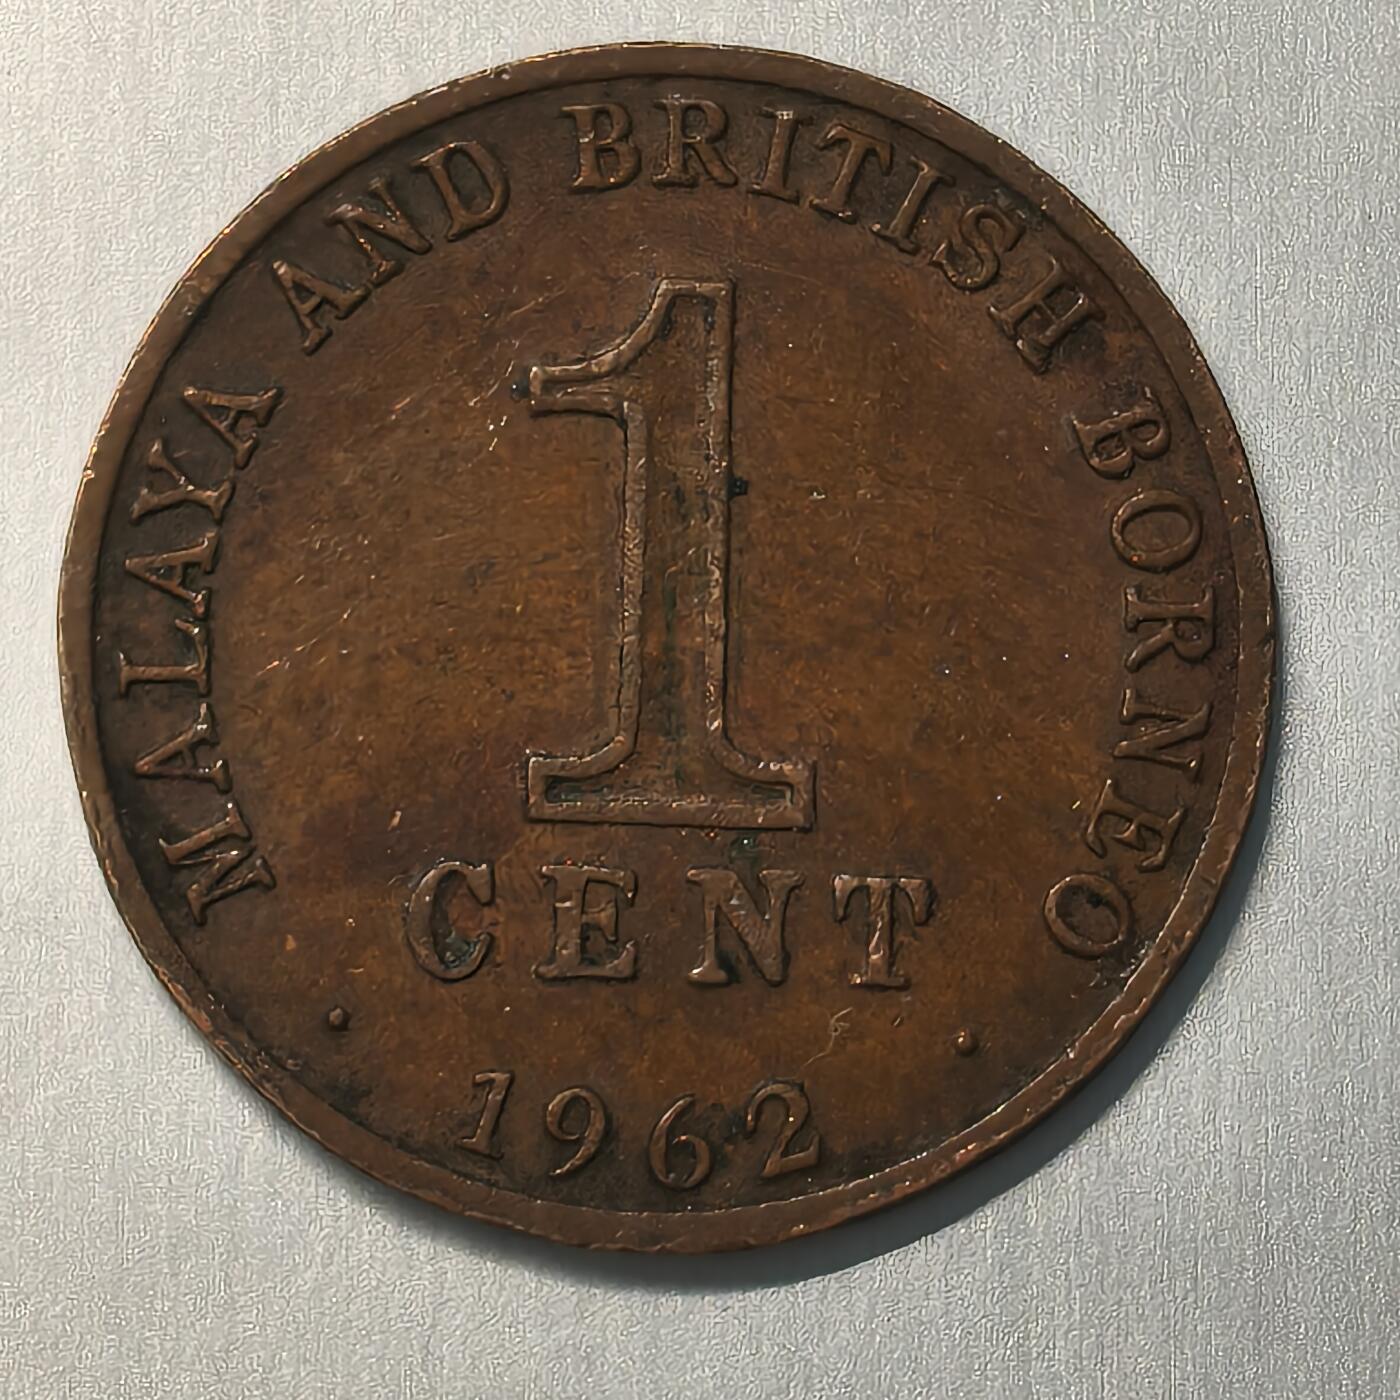 MALAYA AND BRITISH BORNEO
1
CENT
1962